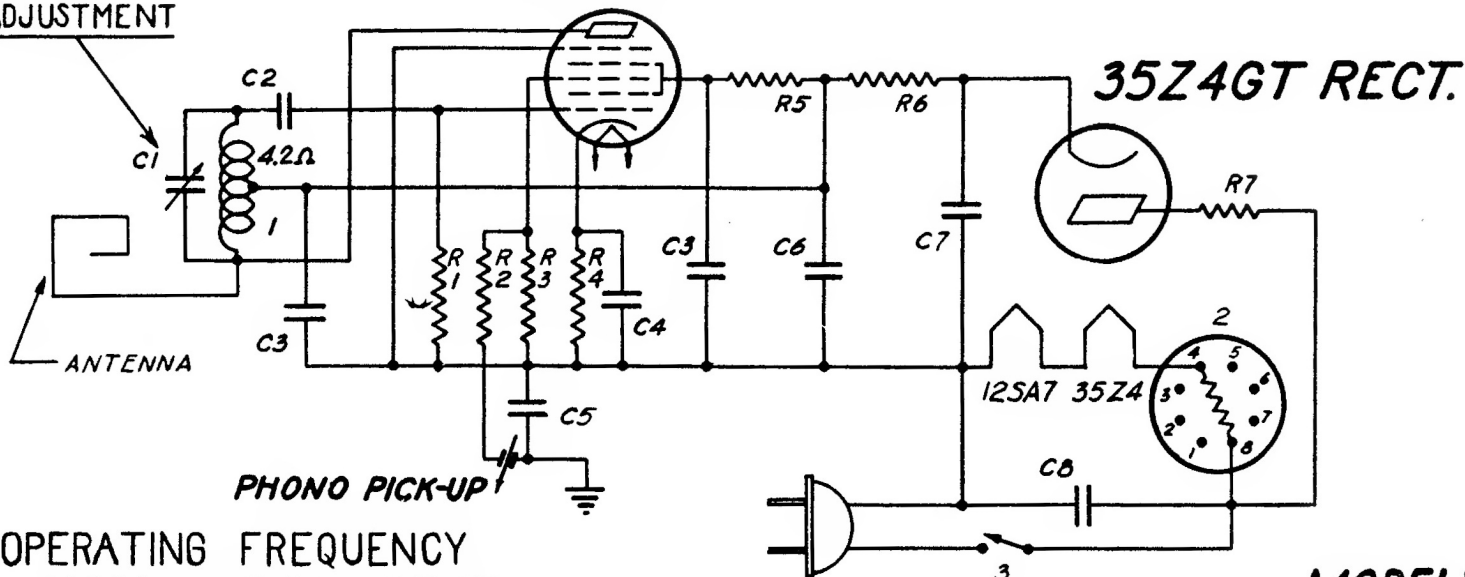 ADJUSTMENT
C2
35Z4GT RECT.
R5
R6
C1
4.2Ω
R7
1
R
1
R
2
R
3
R
4
C3
C6
C7
C3
C4
ANTENNA
2
4
5
3
6
2
7
1
8
12SA7
35Z4
C5
C8
PHONO PICK-UP
OPERATING FREQUENCY
3